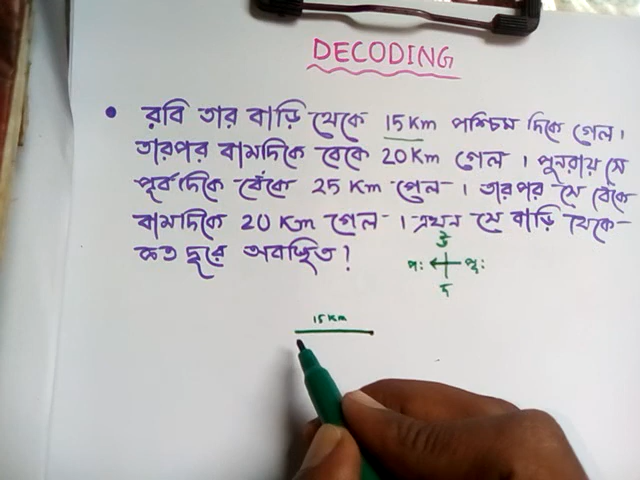 DECODING
• রবি তার বাড়ি থেকে 15 Km পশ্চিম দিকে গেল।
তারপর বামদিকে বেকে 20 Km গেল। পুনরায় সে
পূর্ব দিকে বেঁকে 25 Km গেল। তারপর সে বেঁকে
বামদিকে 20 Km গেল। এখন সে বাড়ি থেকে
কত দূরে অবস্থিত?
উ
পঃ পূঃ
দ
15 Km